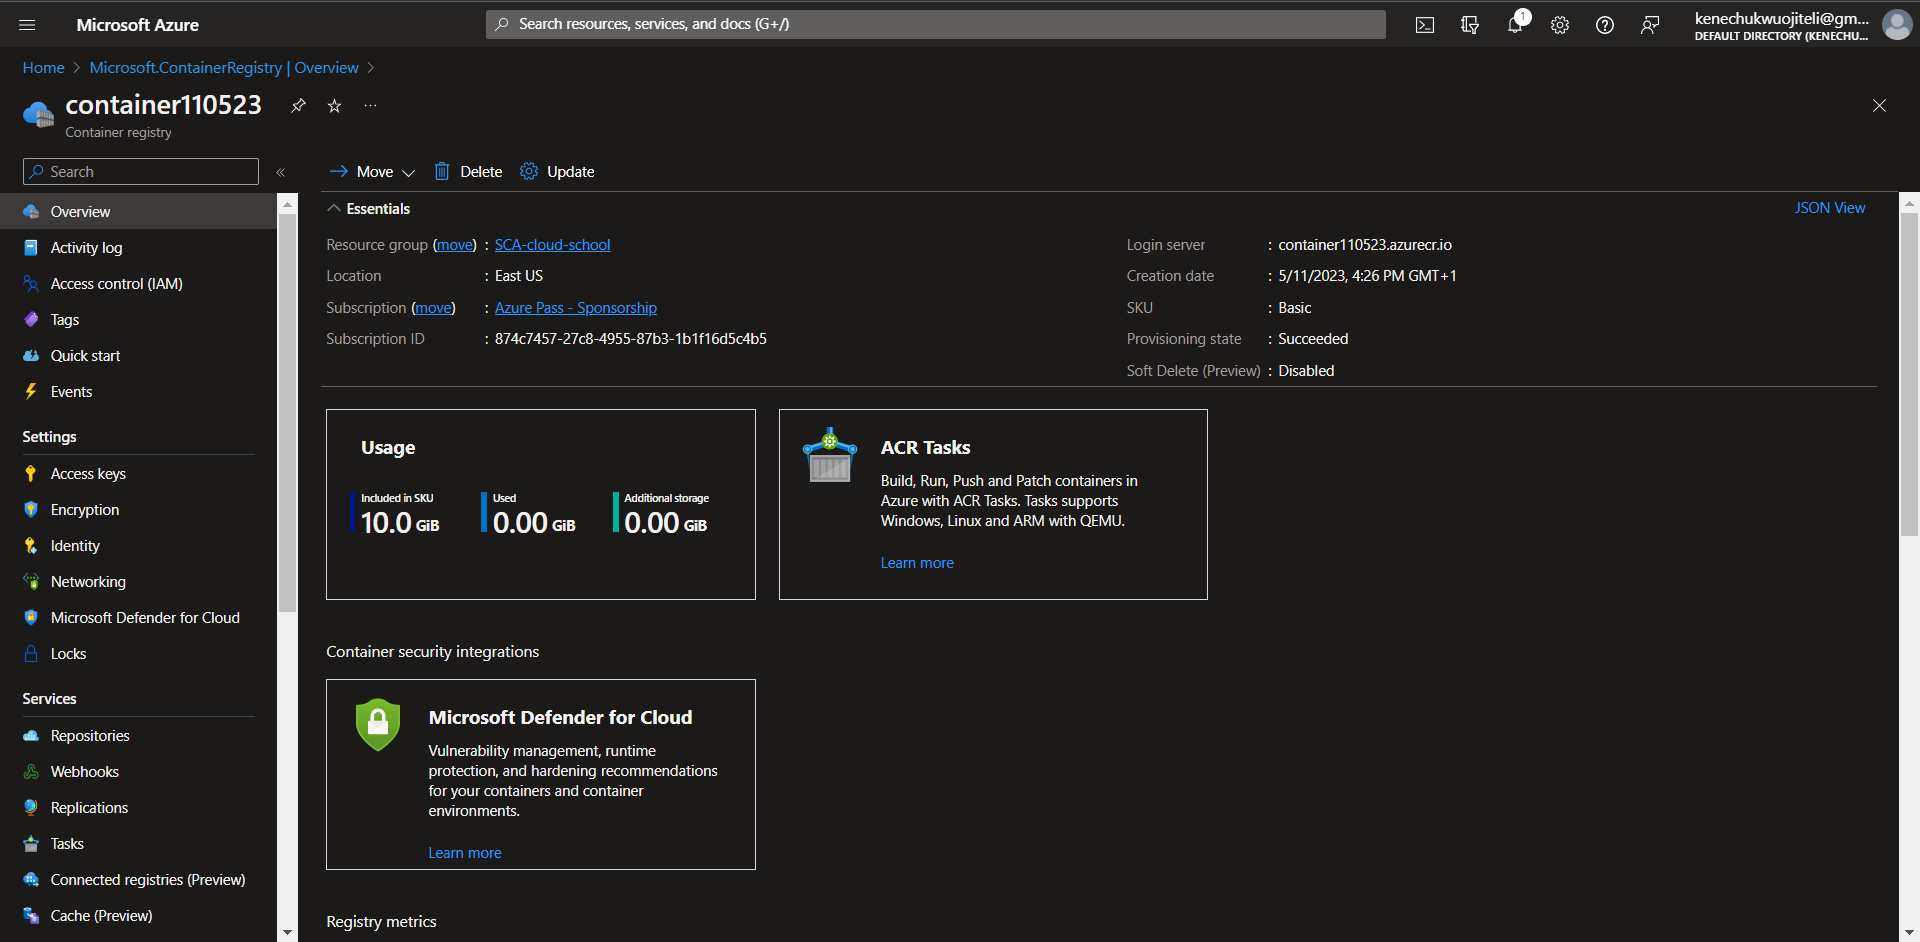 Microsoft Azure
Search resources, services, and docs (G+/)
1
kenechukwuojiteli@gm...
DEFAULT DIRECTORY (KENECHU...
Home > Microsoft.ContainerRegistry | Overview >
container110523
Container registry
Search
Move
Delete
Update
Overview
Activity log
Access control (IAM)
Tags
Quick start
Events
Settings
Access keys
Encryption
Identity
Networking
Microsoft Defender for Cloud
Locks
Services
Repositories
Webhooks
Replications
Tasks
Connected registries (Preview)
Cache (Preview)
Essentials
JSON View
Resource group (move) : SCA-cloud-school
Location : East US
Subscription (move) : Azure Pass - Sponsorship
Subscription ID : 874c7457-27c8-4955-87b3-1b1f16d5c4b5
Login server : container110523.azurecr.io
Creation date : 5/11/2023, 4:26 PM GMT+1
SKU : Basic
Provisioning state : Succeeded
Soft Delete (Preview) : Disabled
Usage
Included in SKU
10.0 GiB
Used
0.00 GiB
Additional storage
0.00 GiB
ACR Tasks
Build, Run, Push and Patch containers in
Azure with ACR Tasks. Tasks supports
Windows, Linux and ARM with QEMU.
Learn more
Container security integrations
Microsoft Defender for Cloud
Vulnerability management, runtime
protection, and hardening recommendations
for your containers and container
environments.
Learn more
Registry metrics